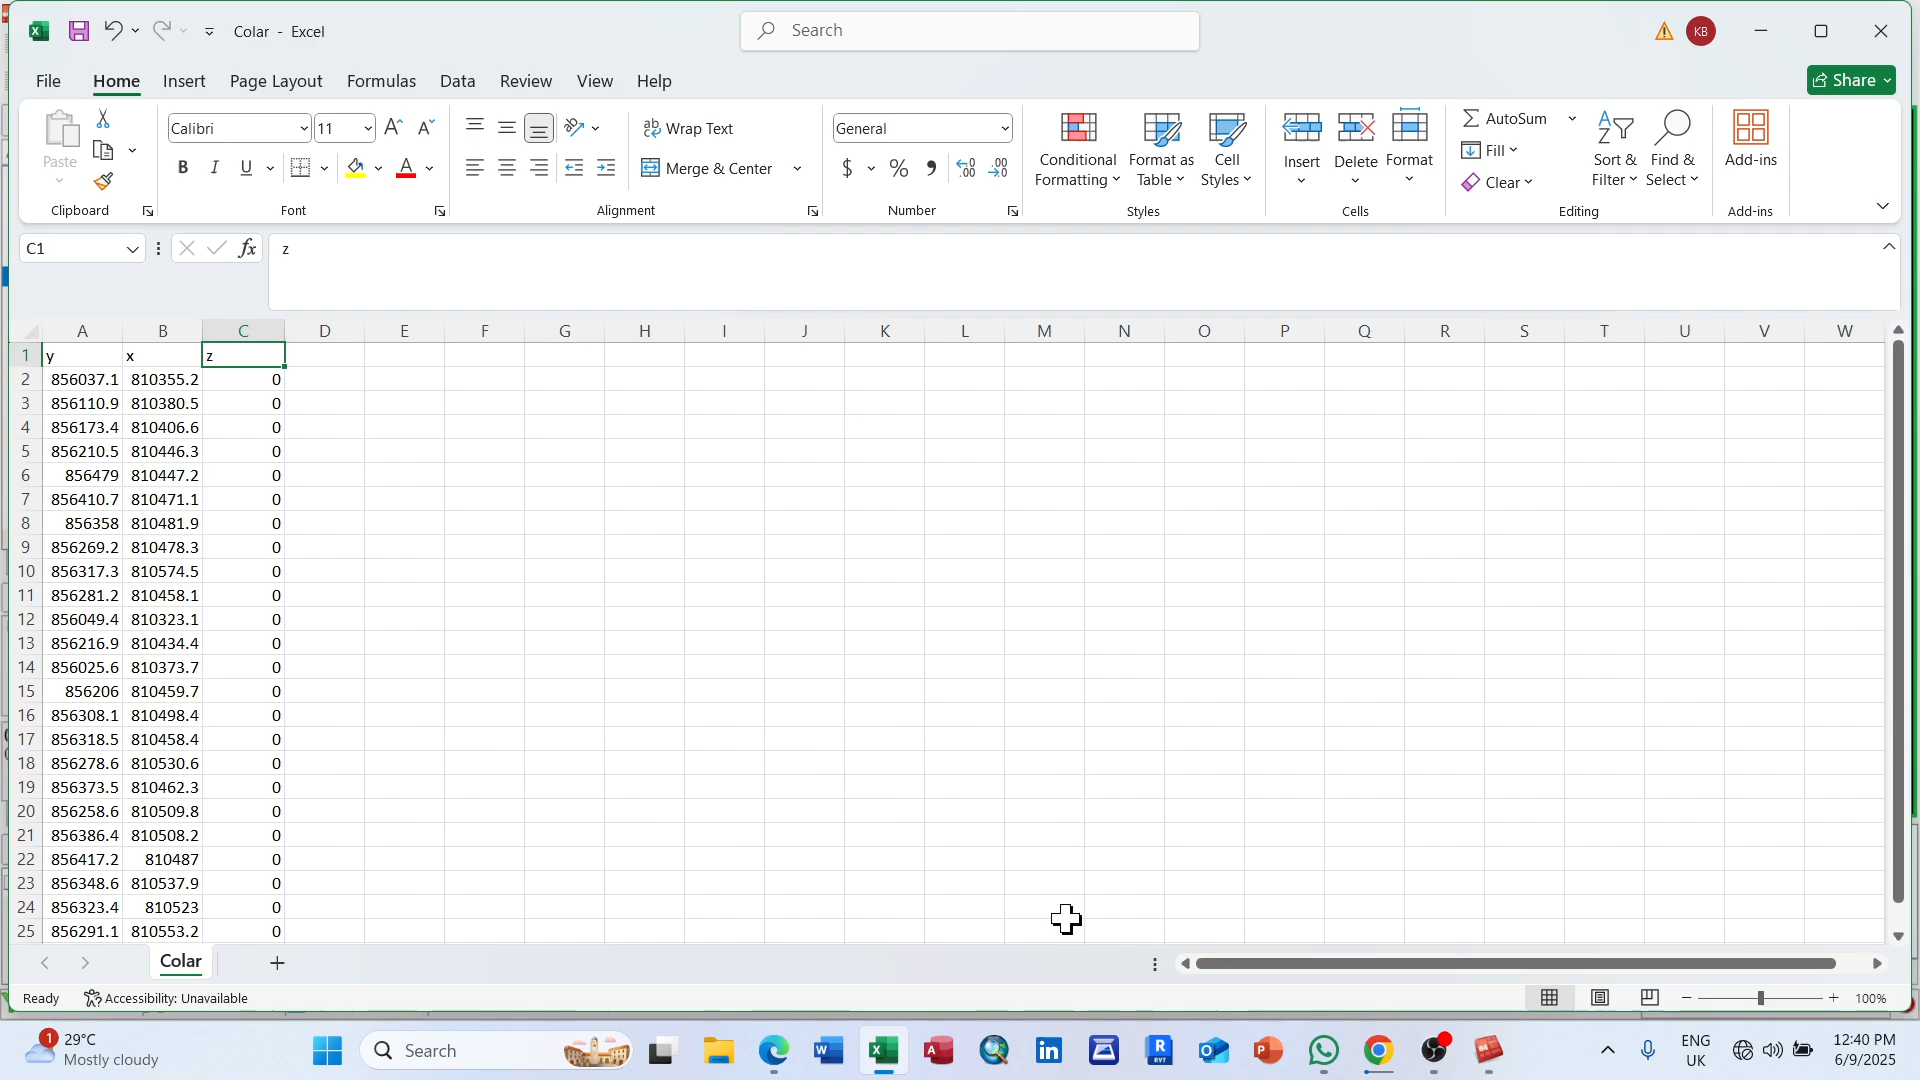 Colar - Excel
Search
KB
File Home Insert Page Layout Formulas Data Review View Help
Share
Paste
Clipboard
Calibri 11
B I U
Font
Wrap Text
Merge & Center
Alignment
General
$ %
Number
Conditional Formatting
Format as Table
Cell Styles
Styles
Insert
Delete
Format
Cells
AutoSum
Fill
Clear
Sort & Filter
Find & Select
Editing
Add-ins
Add-ins
C1 fx z
A B C D E F G H I J K L M N O P Q R S T U V W
1 y x z
2 856037.1 810355.2 0
3 856110.9 810380.5 0
4 856173.4 810406.6 0
5 856210.5 810446.3 0
6 856479 810447.2 0
7 856410.7 810471.1 0
8 856358 810481.9 0
9 856269.2 810478.3 0
10 856317.3 810574.5 0
11 856281.2 810458.1 0
12 856049.4 810323.1 0
13 856216.9 810434.4 0
14 856025.6 810373.7 0
15 856206 810459.7 0
16 856308.1 810498.4 0
17 856318.5 810458.4 0
18 856278.6 810530.6 0
19 856373.5 810462.3 0
20 856258.6 810509.8 0
21 856386.4 810508.2 0
22 856417.2 810487 0
23 856348.6 810537.9 0
24 856323.4 810523 0
25 856291.1 810553.2 0
Colar
Ready Accessibility: Unavailable
100%
1 29°C
Mostly cloudy
Search
ENG
UK
12:40 PM
6/9/2025